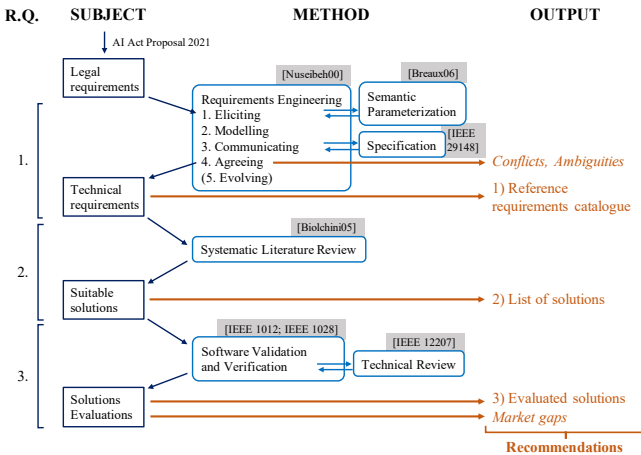 R.Q. SUBJECT METHOD OUTPUT
AI Act Proposal 2021
Legal
requirements
[Nuseibeh00]
Requirements Engineering
1. Eliciting
2. Modelling
3. Communicating
4. Agreeing
(5. Evolving)
[Breaux06]
Semantic
Parameterization
[IEEE
29148]
Specification
Conflicts, Ambiguities
1.
Technical
requirements
1) Reference
requirements catalogue
[Biolchini05]
Systematic Literature Review
2.
Suitable
solutions
2) List of solutions
[IEEE 1012; IEEE 1028]
Software Validation
and Verification
[IEEE 12207]
Technical Review
3.
Solutions
Evaluations
3) Evaluated solutions
Market gaps
Recommendations